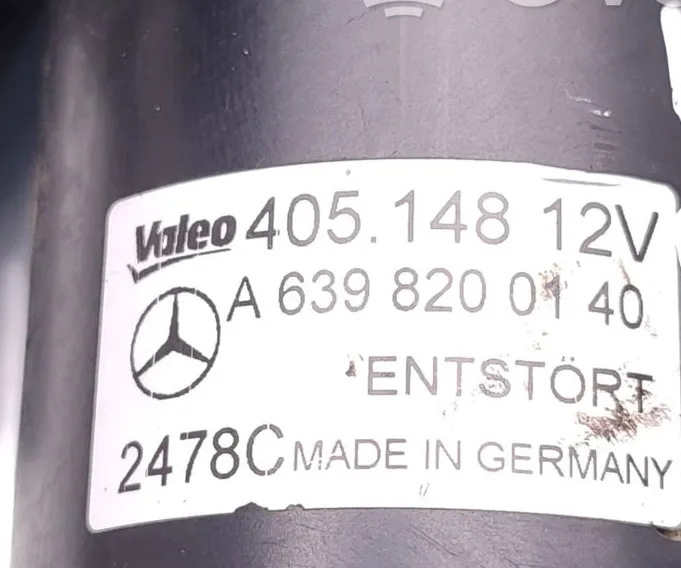 Valeo 405.148 12V
A 639 820 01 40
ENTSTÖRT
2478C MADE IN GERMANY